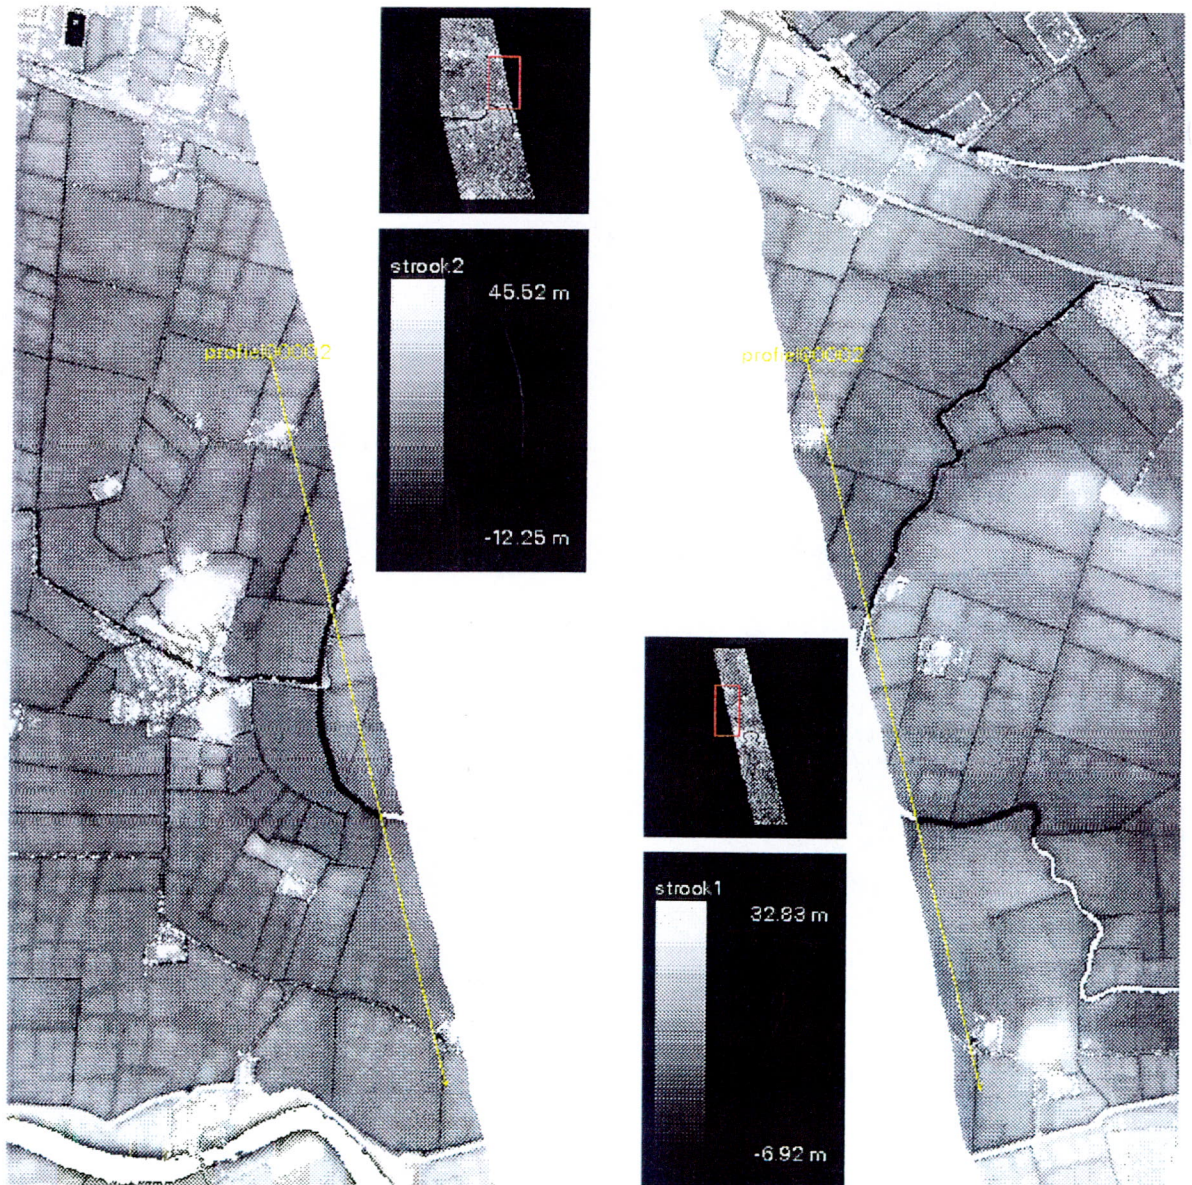 strook2
45.52 m
-12.25 m
profiel00002
profiel00002
strook1
32.83 m
-6.92 m